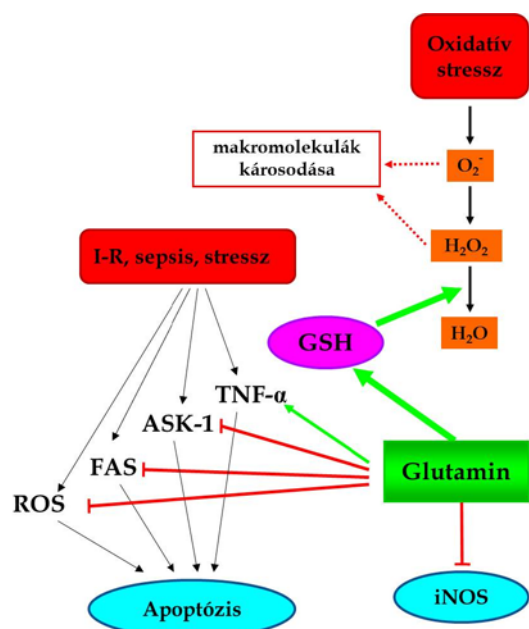 Oxidatív
stressz
makromolekulák
károsodása
O₂⁻
I-R, sepsis, stressz
H₂O₂
GSH
H₂O
TNF-α
ASK-1
FAS
Glutamin
ROS
Apoptózis
iNOS